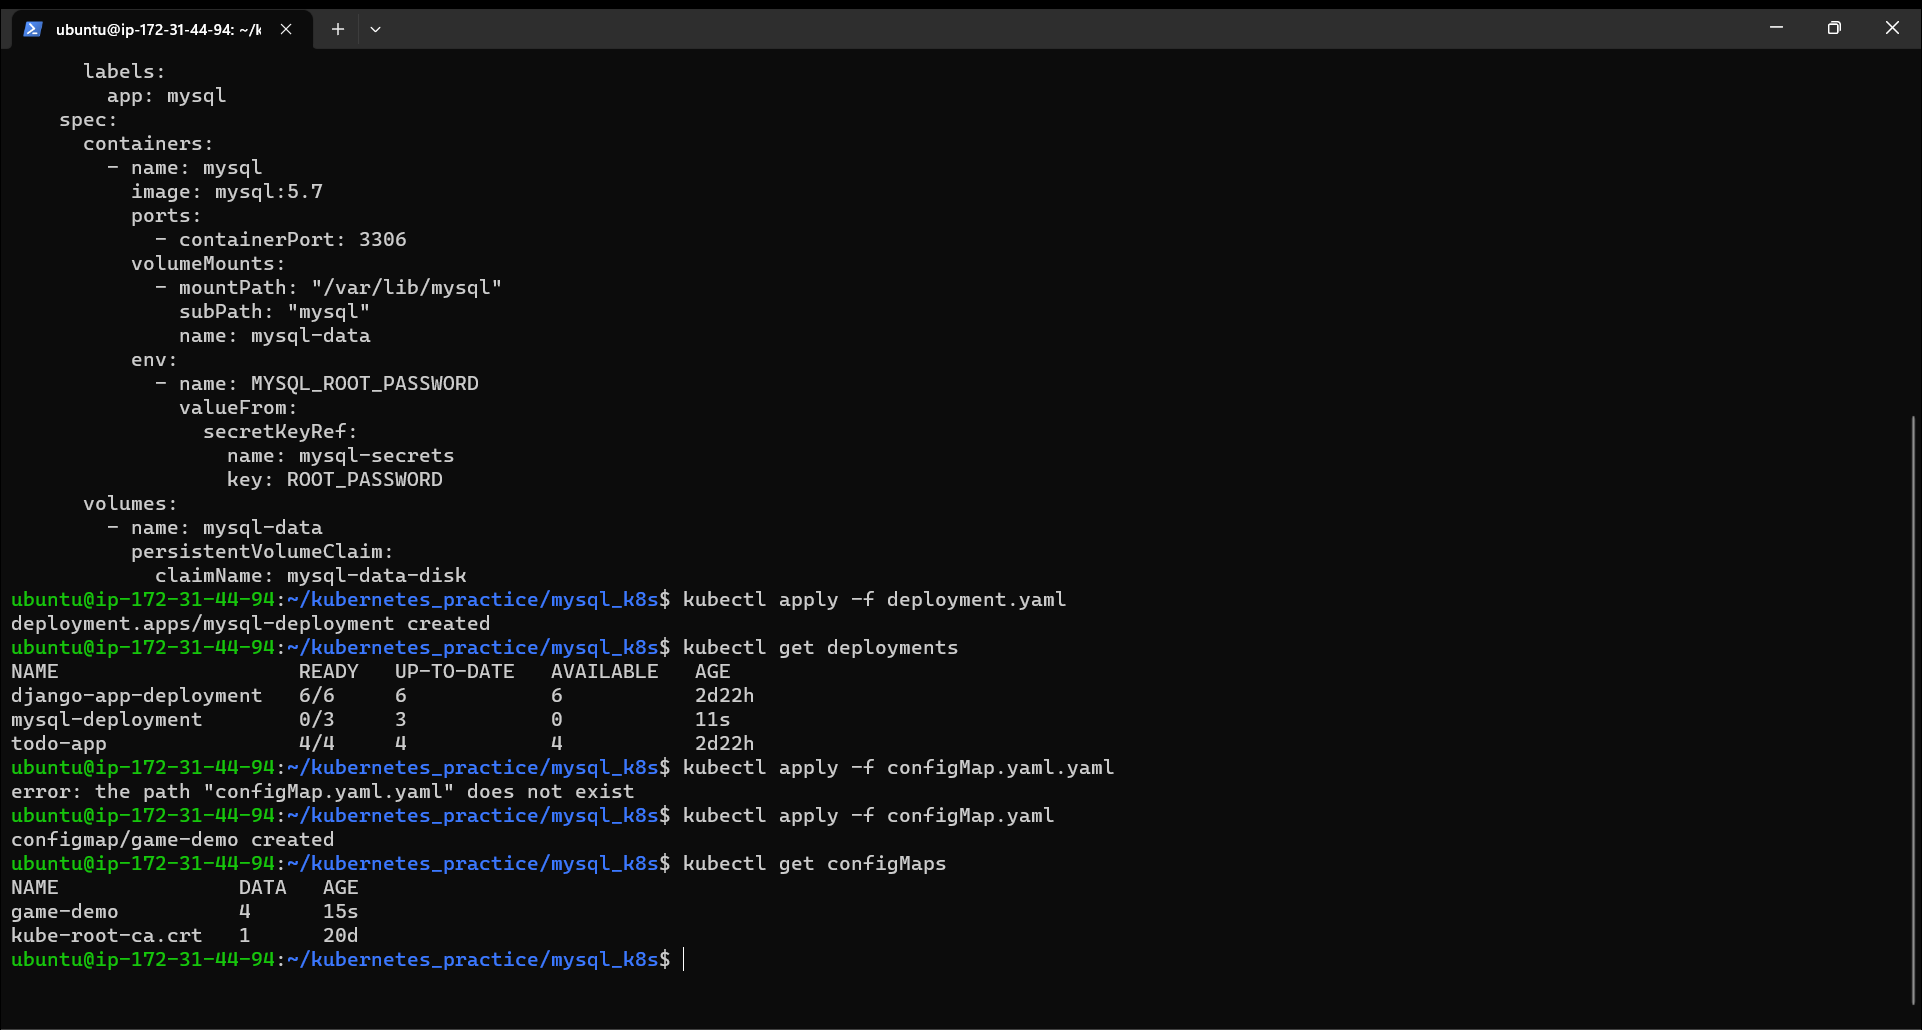 ubuntu@ip-172-31-44-94: ~/k
labels:
app: mysql
spec:
containers:
- name: mysql
image: mysql:5.7
ports:
- containerPort: 3306
volumeMounts:
- mountPath: "/var/lib/mysql"
subPath: "mysql"
name: mysql-data
env:
- name: MYSQL_ROOT_PASSWORD
valueFrom:
secretKeyRef:
name: mysql-secrets
key: ROOT_PASSWORD
volumes:
- name: mysql-data
persistentVolumeClaim:
claimName: mysql-data-disk
ubuntu@ip-172-31-44-94:~/kubernetes_practice/mysql_k8s$ kubectl apply -f deployment.yaml
deployment.apps/mysql-deployment created
ubuntu@ip-172-31-44-94:~/kubernetes_practice/mysql_k8s$ kubectl get deployments
NAME READY UP-TO-DATE AVAILABLE AGE
django-app-deployment 6/6 6 6 2d22h
mysql-deployment 0/3 3 0 11s
todo-app 4/4 4 4 2d22h
ubuntu@ip-172-31-44-94:~/kubernetes_practice/mysql_k8s$ kubectl apply -f configMap.yaml.yaml
error: the path "configMap.yaml.yaml" does not exist
ubuntu@ip-172-31-44-94:~/kubernetes_practice/mysql_k8s$ kubectl apply -f configMap.yaml
configmap/game-demo created
ubuntu@ip-172-31-44-94:~/kubernetes_practice/mysql_k8s$ kubectl get configMaps
NAME DATA AGE
game-demo 4 15s
kube-root-ca.crt 1 20d
ubuntu@ip-172-31-44-94:~/kubernetes_practice/mysql_k8s$